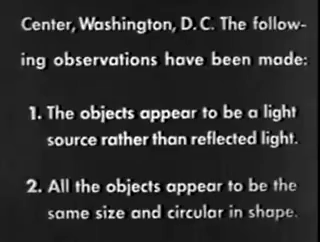 Center, Washington, D. C. The follow-
ing observations have been made:
1. The objects appear to be a light
source rather than reflected light.
2. All the objects appear to be the
same size and circular in shape.